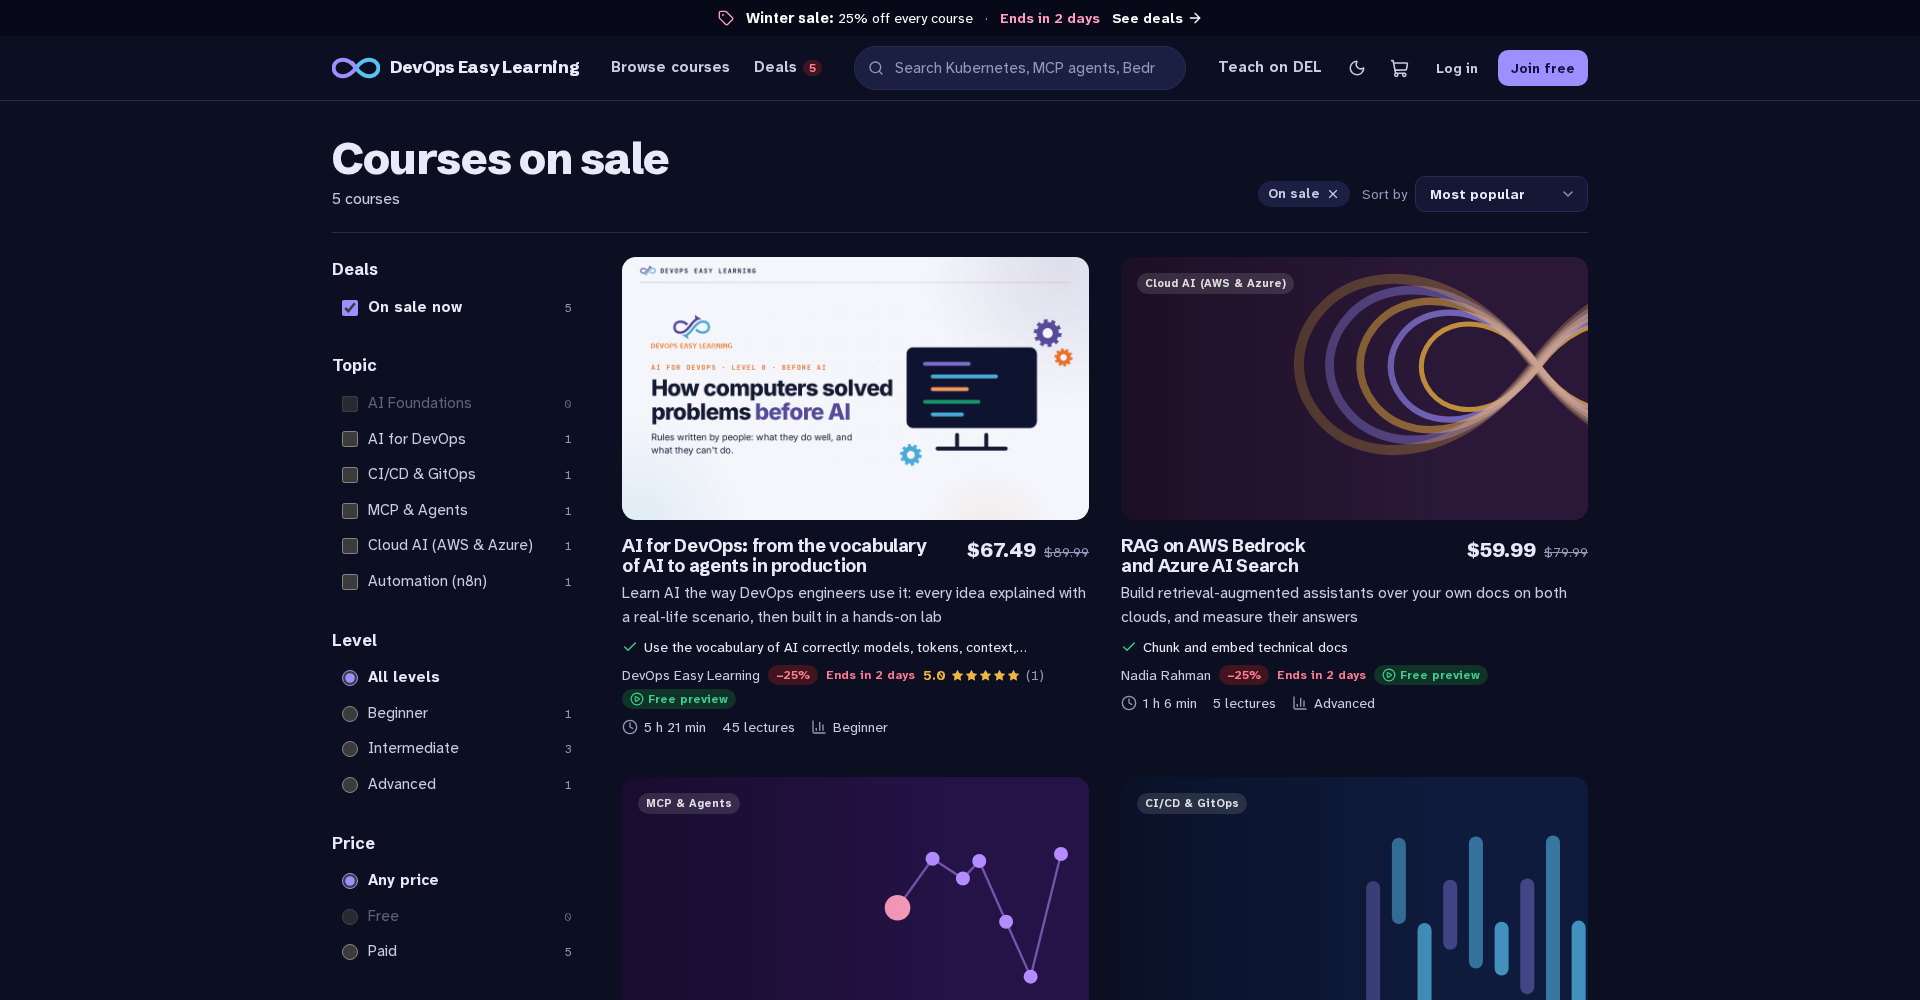 Winter sale: 25% off every course · Ends in 2 days See deals →
DevOps Easy Learning
Browse courses
Deals 5
Search Kubernetes, MCP agents, Bedr
Teach on DEL
Log in
Join free
Courses on sale
5 courses
On sale ×
Sort by
Most popular
Deals
On sale now 5
Topic
AI Foundations 0
AI for DevOps 1
CI/CD & GitOps 1
MCP & Agents 1
Cloud AI (AWS & Azure) 1
Automation (n8n) 1
Level
All levels
Beginner 1
Intermediate 3
Advanced 1
Price
Any price
Free 0
Paid 5
DEVOPS EASY LEARNING
DEVOPS EASY LEARNING
AI FOR DEVOPS · LEVEL 0 · BEFORE AI
How computers solved
problems before AI
Rules written by people: what they do well, and
what they can't do.
AI for DevOps: from the vocabulary
of AI to agents in production
$67.49 $89.99
Learn AI the way DevOps engineers use it: every idea explained with
a real-life scenario, then built in a hands-on lab
Use the vocabulary of AI correctly: models, tokens, context,…
DevOps Easy Learning −25% Ends in 2 days 5.0 ★★★★★ (1)
Free preview
5 h 21 min 45 lectures Beginner
Cloud AI (AWS & Azure)
RAG on AWS Bedrock
and Azure AI Search
$59.99 $79.99
Build retrieval-augmented assistants over your own docs on both
clouds, and measure their answers
Chunk and embed technical docs
Nadia Rahman −25% Ends in 2 days Free preview
1 h 6 min 5 lectures Advanced
MCP & Agents
CI/CD & GitOps